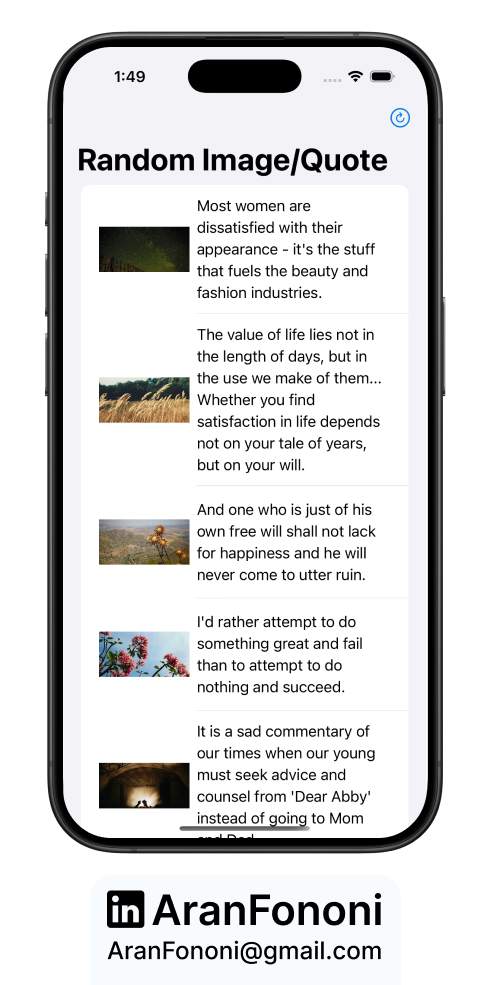 1:49
Random Image/Quote
Most women are
dissatisfied with their
appearance - it's the stuff
that fuels the beauty and
fashion industries.
The value of life lies not in
the length of days, but in
the use we make of them...
Whether you find
satisfaction in life depends
not on your tale of years,
but on your will.
And one who is just of his
own free will shall not lack
for happiness and he will
never come to utter ruin.
I'd rather attempt to do
something great and fail
than to attempt to do
nothing and succeed.
It is a sad commentary of
our times when our young
must seek advice and
counsel from 'Dear Abby'
instead of going to Mom
and Dad.
in AranFononi
AranFononi@gmail.com